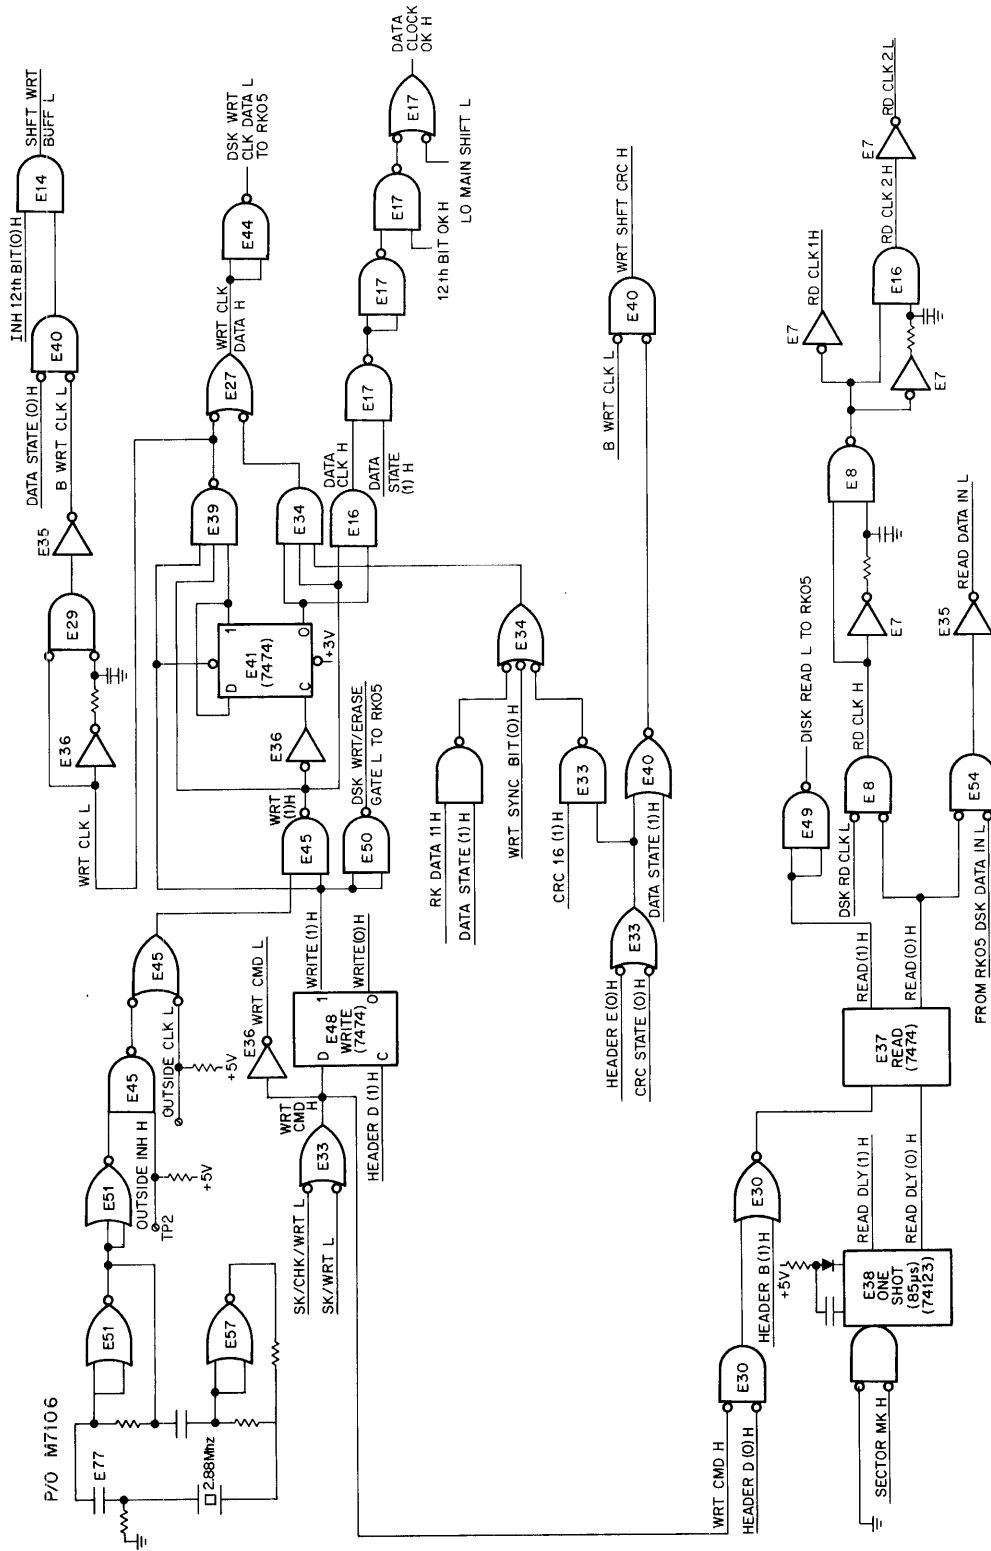 P/O M7106
E77
2.88Mhz
E51
E57
E51
OUTSIDE INH H
TP2
+5V
E45
OUTSIDE CLK L
+5V
E45
SK/CHK/WRT L
SK/WRT L
E33
WRT
CMD
H
E36
WRT CMD L
HEADER D (1) H
D
C
E48
WRITE
(7474)
1
0
WRITE (1) H
WRITE (0) H
E45
WRT
(1) H
E50
DSK WRT/ERASE
GATE L TO RK05
E36
D
C
E41
(7474)
1
0
+3V
WRT CLK L
E36
E29
E35
DATA STATE (0) H
B WRT CLK L
E40
INH 12th BIT (0) H
E14
SHFT WRT
BUFF L
E39
E34
E16
E27
WRT CLK
DATA H
E44
DSK WRT
CLK DATA L
TO RK05
DATA
CLK H
DATA
STATE
(1) H
E17
E17
12th BIT OK H
E17
LO MAIN SHIFT L
E17
DATA
CLOCK
OK H
RK DATA 11 H
DATA STATE (1) H
WRT SYNC BIT (0) H
CRC 16 (1) H
E33
E34
HEADER E (0) H
CRC STATE (0) H
E33
DATA STATE (1) H
E40
B WRT CLK L
E40
WRT SHFT CRC H
WRT CMD H
HEADER D (0) H
E30
HEADER B (1) H
E30
SECTOR MK H
+5V
E38
ONE
SHOT
(85µs)
(74123)
READ DLY (1) H
READ DLY (0) H
E37
READ
(7474)
READ (1) H
READ (0) H
E49
DISK READ L TO RK05
DSK RD CLK L
E8
RD CLK H
FROM RK05 DSK DATA IN L
E54
E35
READ DATA IN L
E7
E8
E7
RD CLK 1 H
E7
E16
RD CLK 2 H
E7
RD CLK 2 L